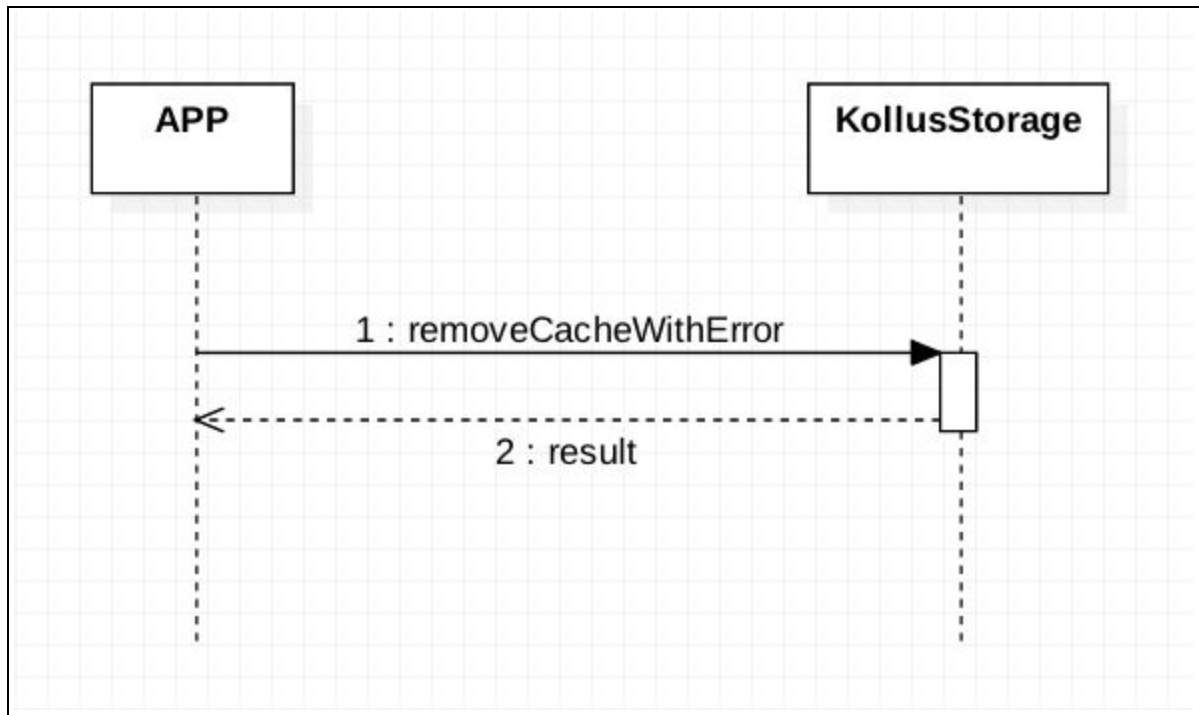 APP
KollusStorage
1 : removeCacheWithError
2 : result